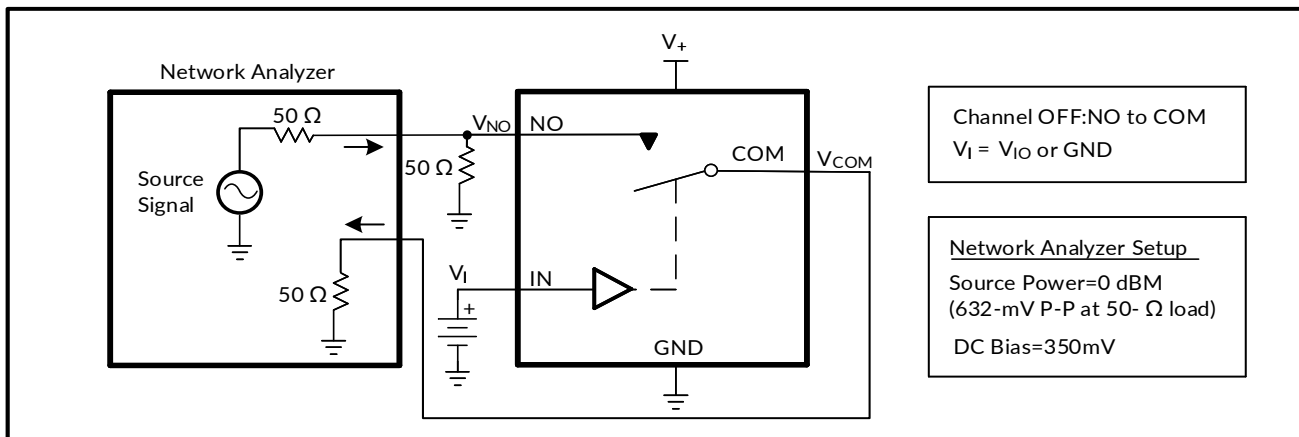 Network Analyzer
50 Ω
Source
Signal
50 Ω
V+
VNO
NO
50 Ω
COM
VCOM
VI
+
IN
GND
Channel OFF:NO to COM
VI = VIO or GND
Network Analyzer Setup
Source Power=0 dBM
(632-mV P-P at 50- Ω load)
DC Bias=350mV